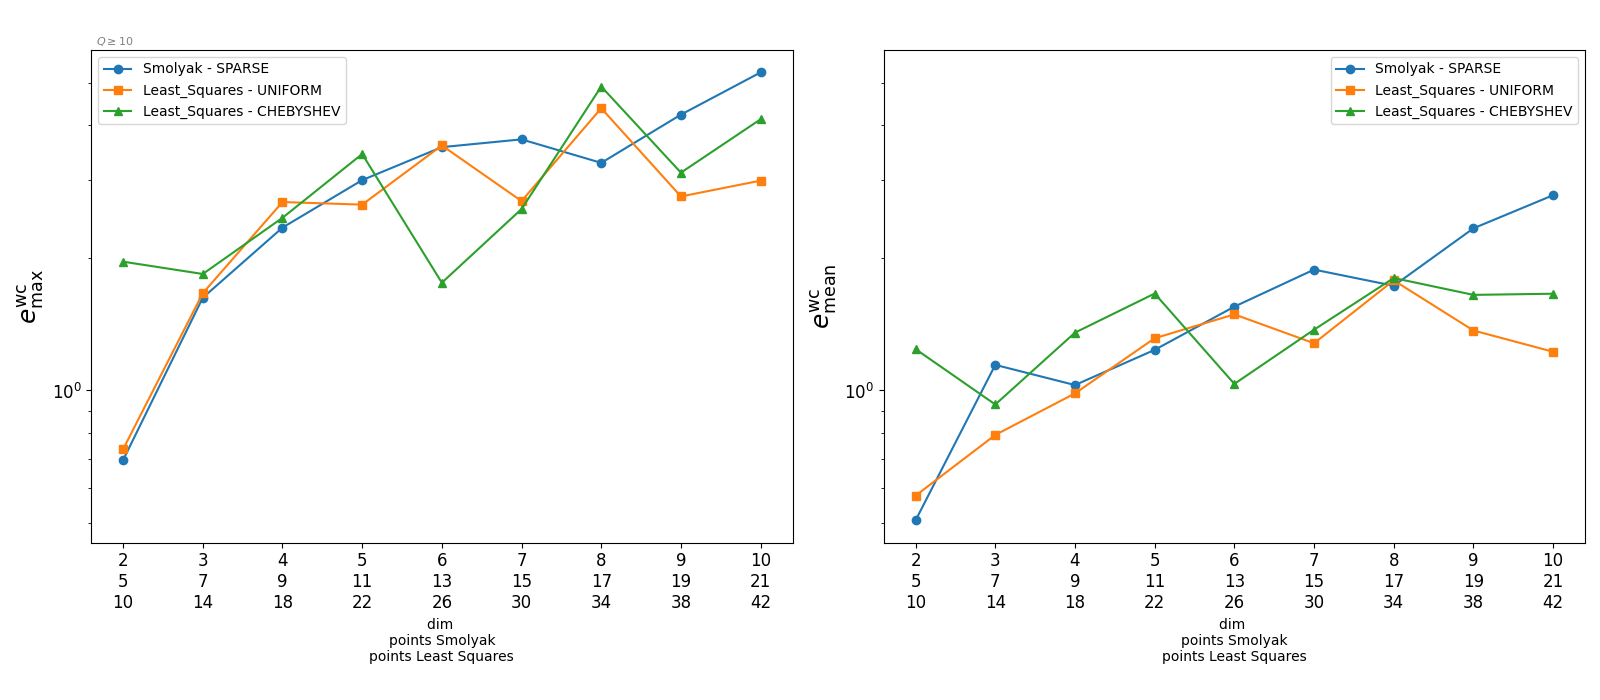 Q ≥ 10
Smolyak - SPARSE
Least_Squares - UNIFORM
Least_Squares - CHEBYSHEV
e^wc_max
10^0
2 3 4 5 6 7 8 9 10
5 7 9 11 13 15 17 19 21
10 14 18 22 26 30 34 38 42
dim
points Smolyak
points Least Squares
Smolyak - SPARSE
Least_Squares - UNIFORM
Least_Squares - CHEBYSHEV
e^wc_mean
10^0
2 3 4 5 6 7 8 9 10
5 7 9 11 13 15 17 19 21
10 14 18 22 26 30 34 38 42
dim
points Smolyak
points Least Squares